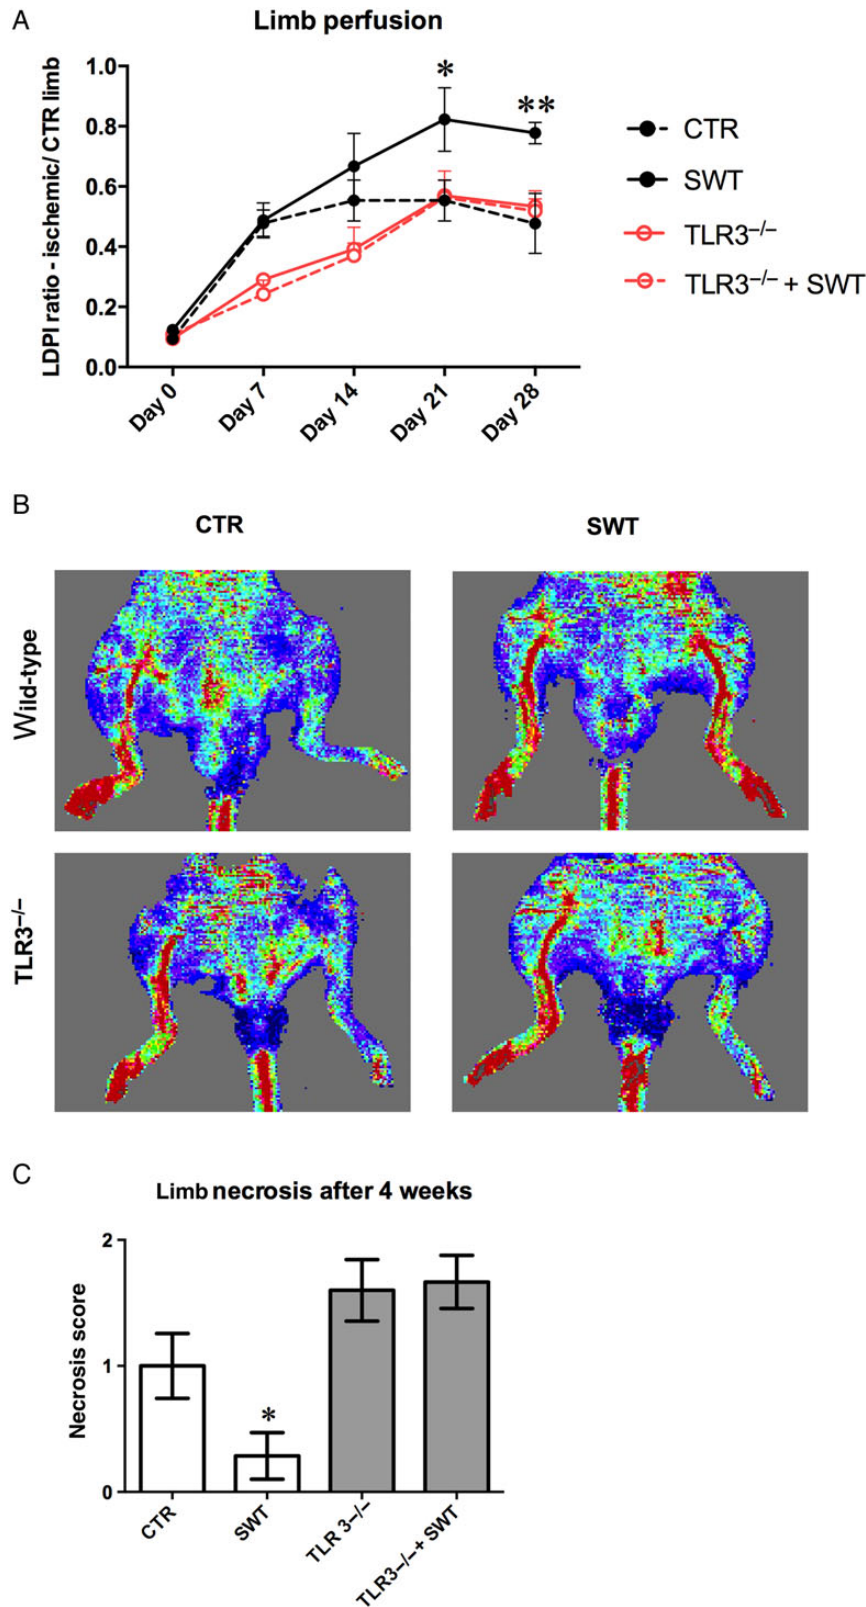 A
Limb perfusion
LDPI ratio - ischemic/ CTR limb
1.0
0.8
0.6
0.4
0.2
0.0
*
**
Day 0
Day 7
Day 14
Day 21
Day 28
CTR
SWT
TLR3–/–
TLR3–/– + SWT
B
CTR
SWT
Wild-type
TLR3–/–
C
Limb necrosis after 4 weeks
Necrosis score
2
1
0
*
CTR
SWT
TLR 3–/–
TLR3–/–+ SWT